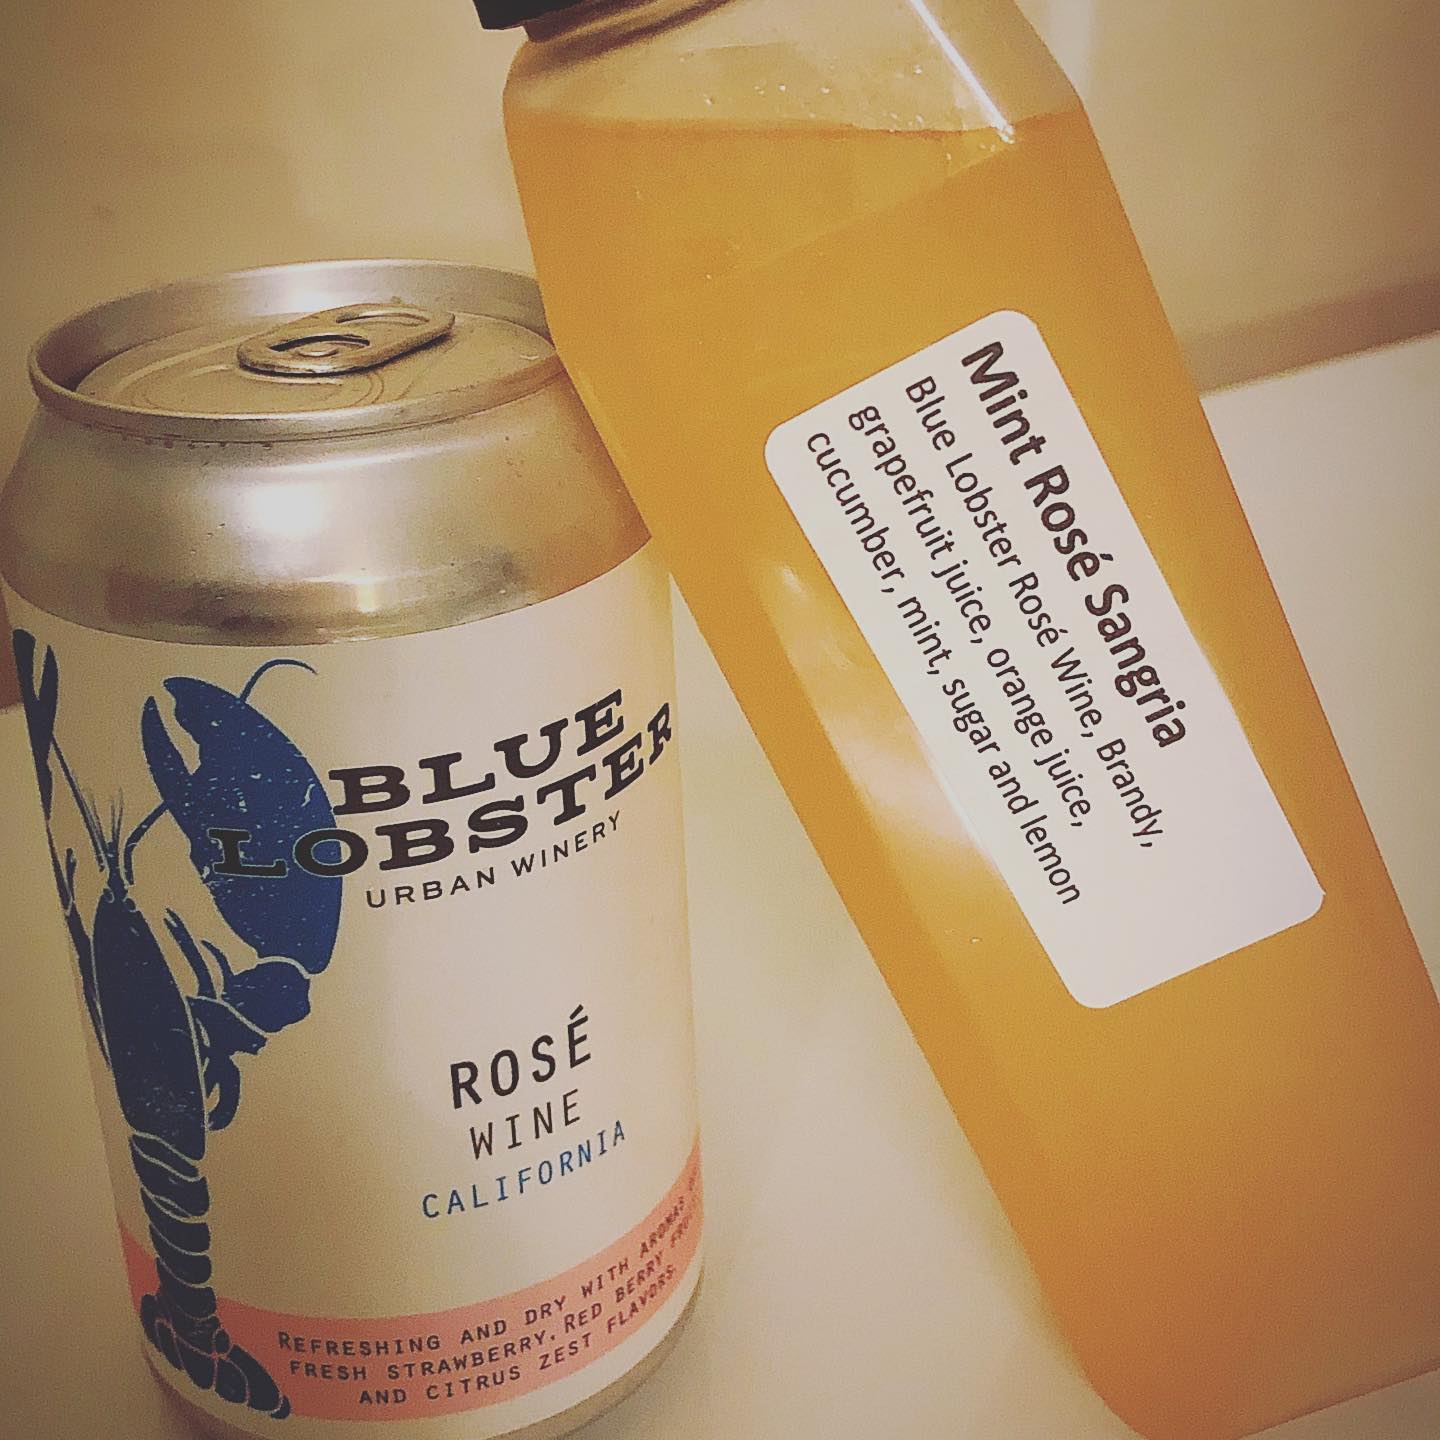 BLUE
LOBSTER
URBAN WINERY
ROSÉ
WINE
CALIFORNIA
REFRESHING AND DRY WITH AROMAS
FRESH STRAWBERRY, RED BERRY
AND CITRUS ZEST FLAVORS.
Mint Rosé Sangria
Blue Lobster Rosé Wine, Brandy,
grapefruit juice, orange juice,
cucumber, mint, sugar and lemon